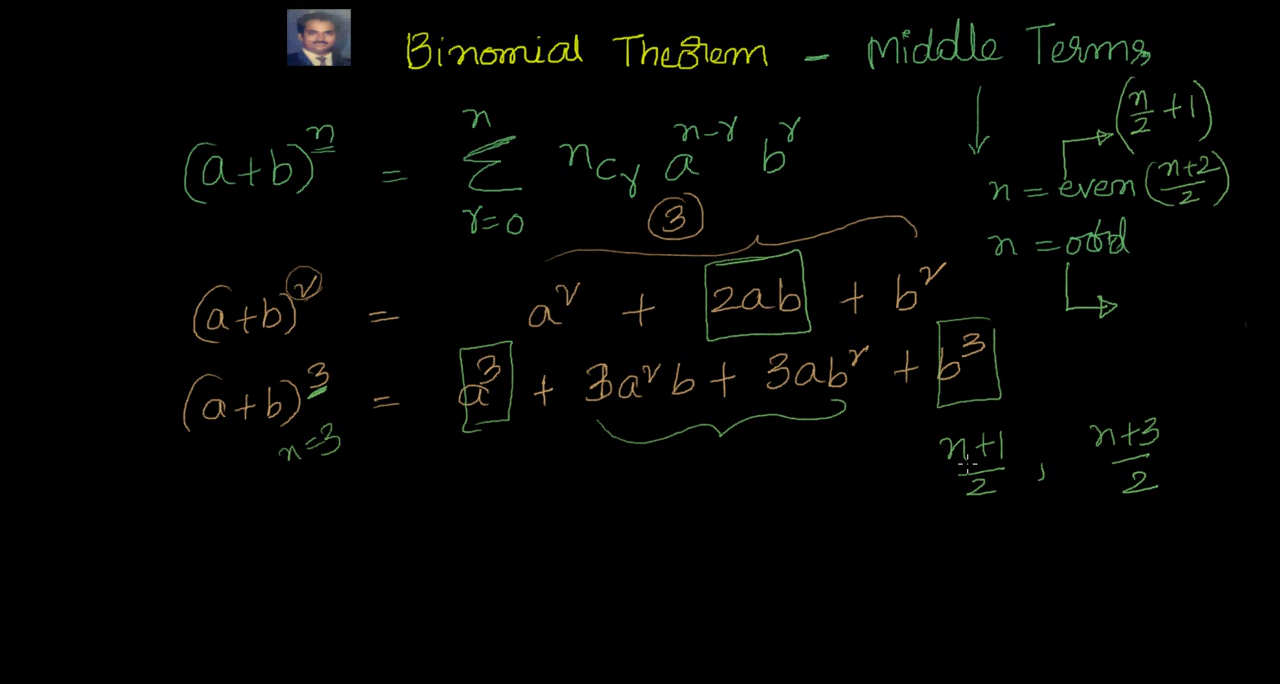 Binomial Theorem - Middle Terms
(a+b)^n = Σ_{r=0}^{n} nC_r a^{n-r} b^r
(n/2 + 1)
n = even ((n+2)/2)
n = odd
3
(a+b)^2 = a^2 + 2ab + b^2
(a+b)^3 = a^3 + 3a^2b + 3ab^2 + b^3
n=3
(n+1)/2 , (n+3)/2